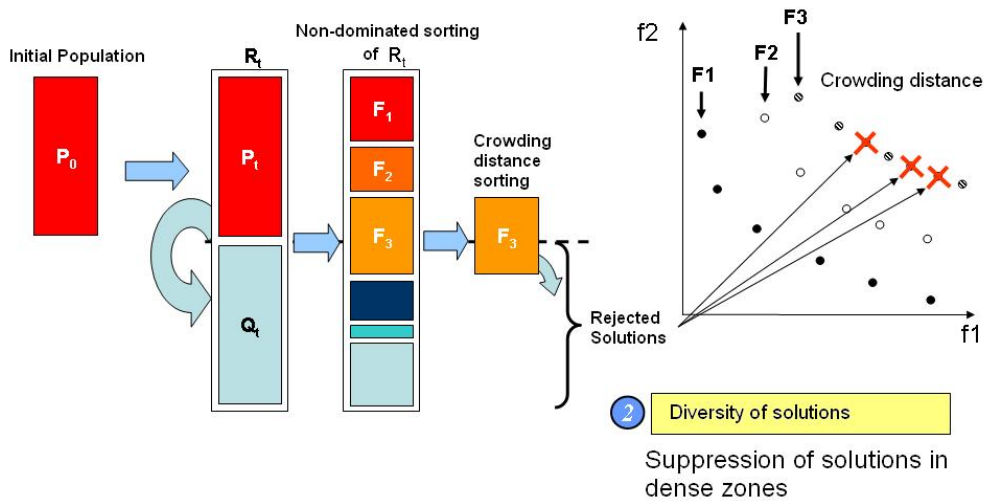 Initial Population
P0
Rt
Pt
Qt
Non-dominated sorting
of Rt
F1
F2
F3
Crowding
distance
sorting
F3
Rejected
Solutions
f2
F1
F2
F3
Crowding distance
f1
2 Diversity of solutions
Suppression of solutions in
dense zones